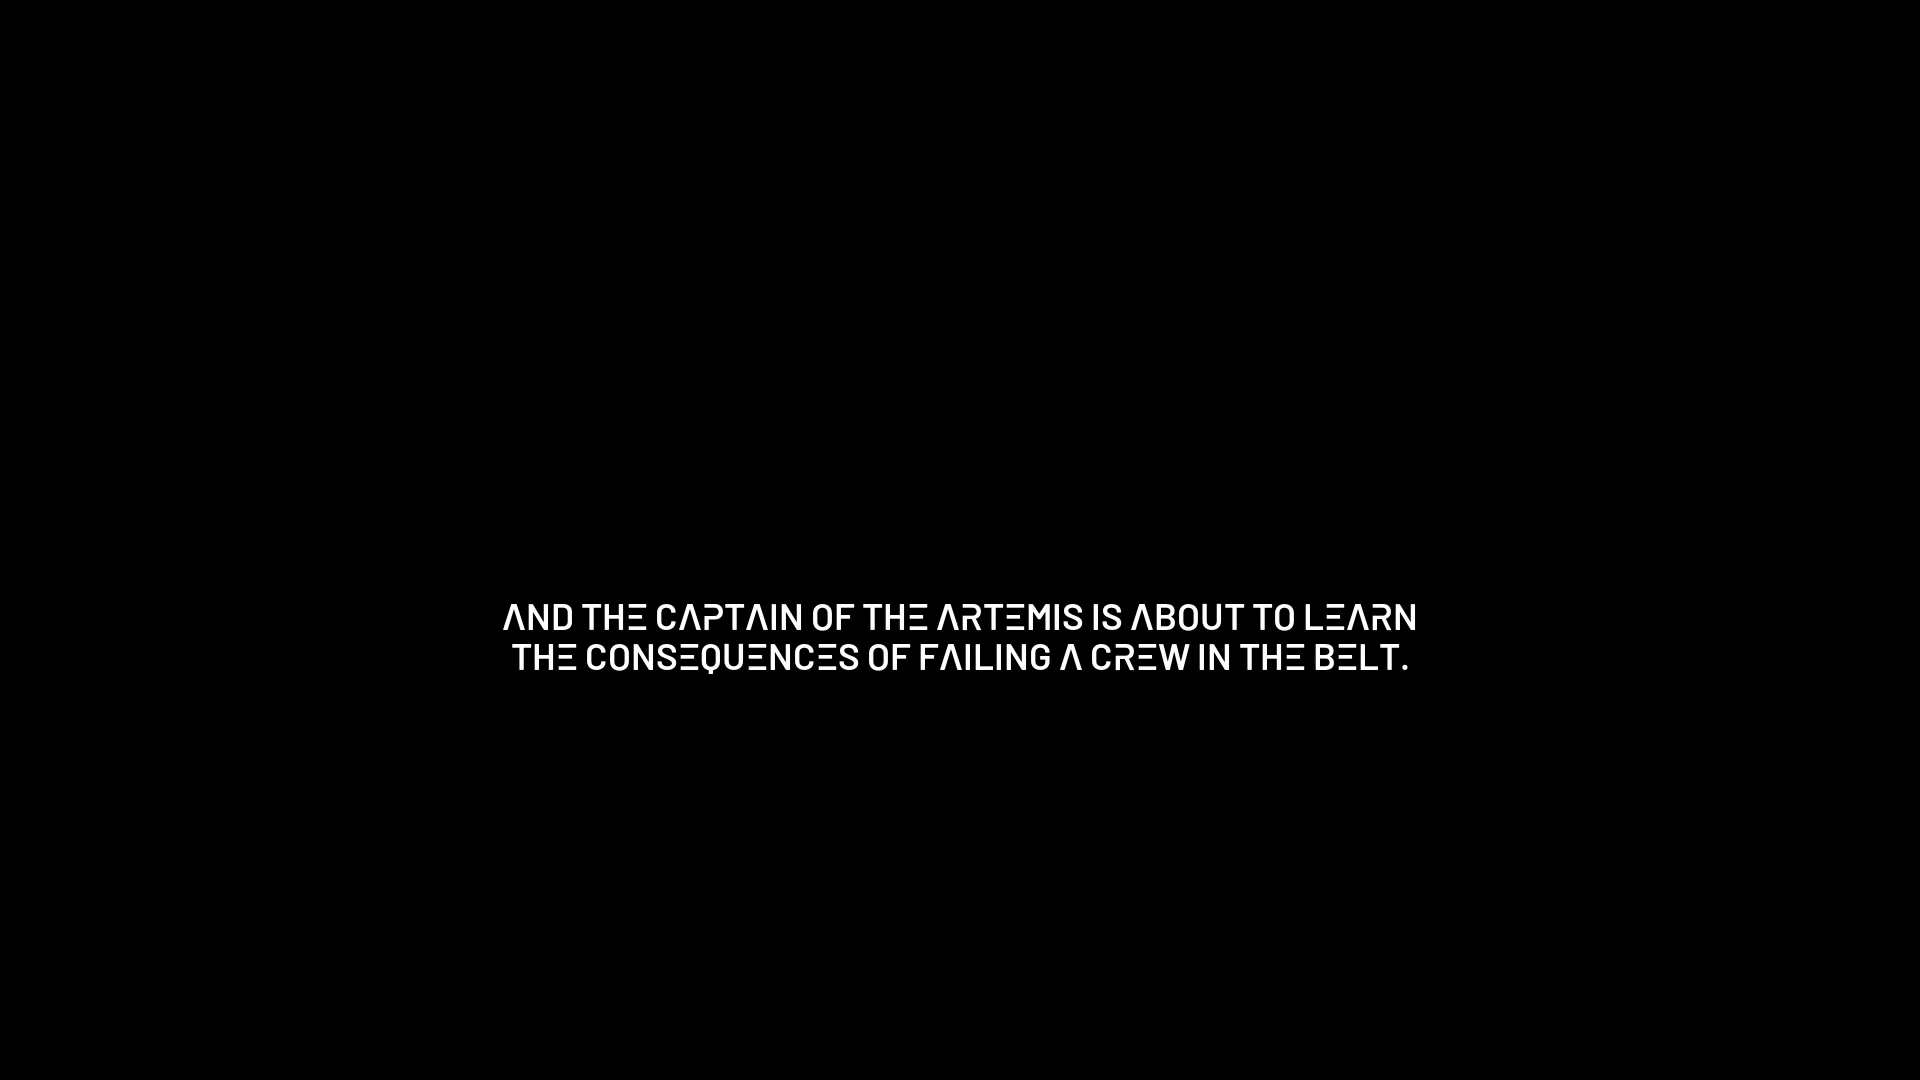 AND THE CAPTAIN OF THE ARTEMIS IS ABOUT TO LEARN
THE CONSEQUENCES OF FAILING A CREW IN THE BELT.